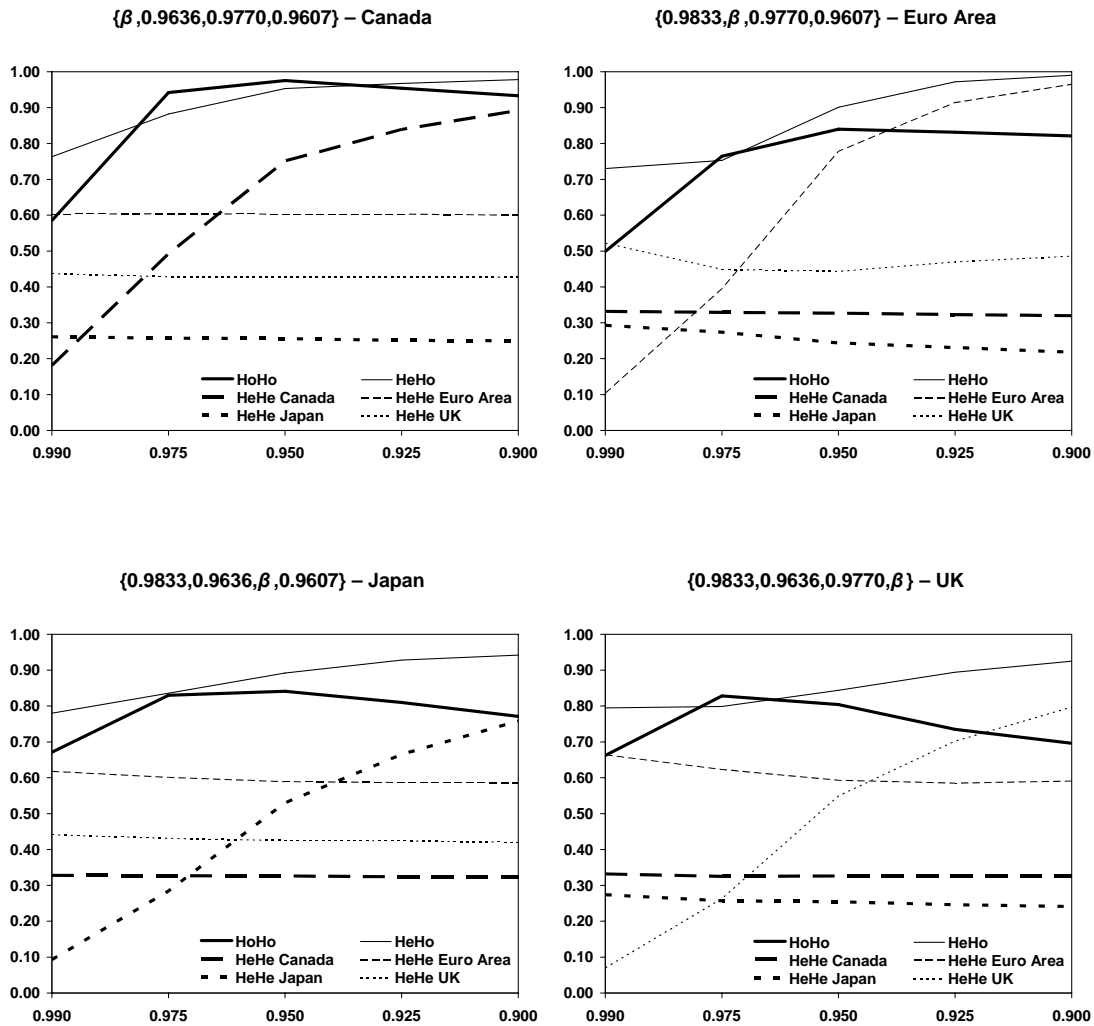 {β,0.9636,0.9770,0.9607} – Canada
1.00
0.90
0.80
0.70
0.60
0.50
0.40
0.30
0.20
0.10
0.00
HoHo HeHo
HeHe Canada HeHe Euro Area
HeHe Japan HeHe UK
0.990 0.975 0.950 0.925 0.900
{0.9833,β,0.9770,0.9607} – Euro Area
1.00
0.90
0.80
0.70
0.60
0.50
0.40
0.30
0.20
0.10
0.00
HoHo HeHo
HeHe Canada HeHe Euro Area
HeHe Japan HeHe UK
0.990 0.975 0.950 0.925 0.900
{0.9833,0.9636,β,0.9607} – Japan
1.00
0.90
0.80
0.70
0.60
0.50
0.40
0.30
0.20
0.10
0.00
HoHo HeHo
HeHe Canada HeHe Euro Area
HeHe Japan HeHe UK
0.990 0.975 0.950 0.925 0.900
{0.9833,0.9636,0.9770,β} – UK
1.00
0.90
0.80
0.70
0.60
0.50
0.40
0.30
0.20
0.10
0.00
HoHo HeHo
HeHe Canada HeHe Euro Area
HeHe Japan HeHe UK
0.990 0.975 0.950 0.925 0.900